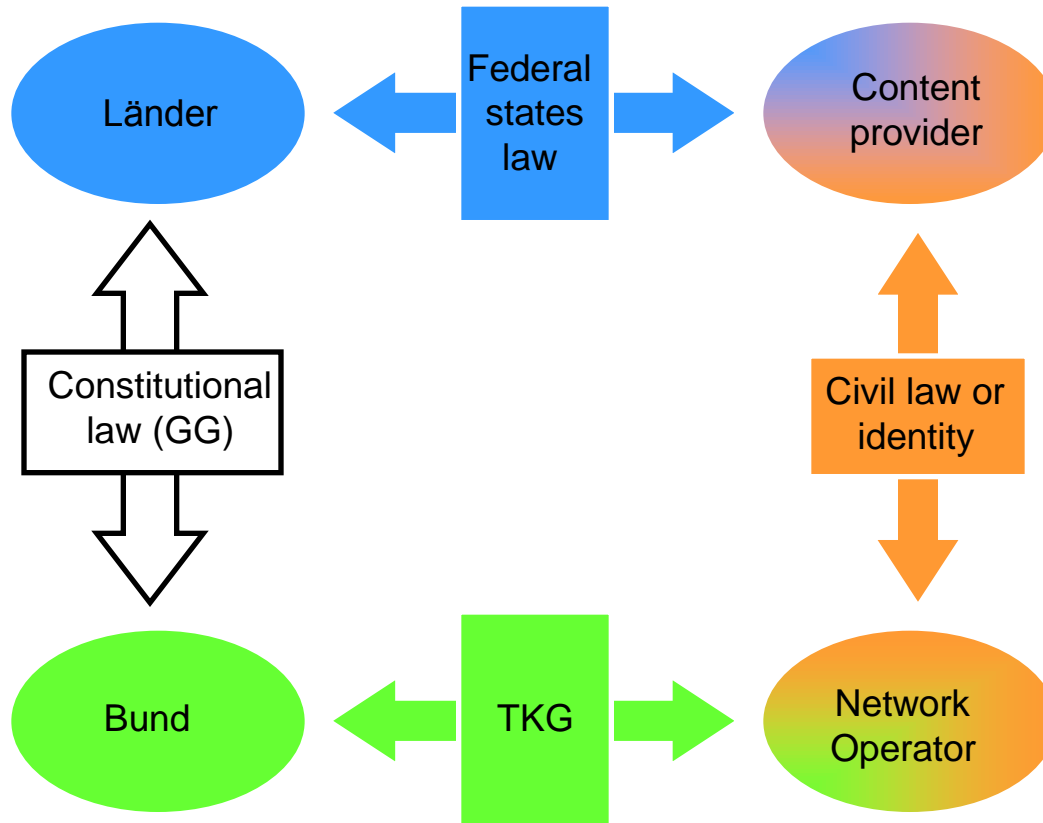 Länder
Federal
states
law
Content
provider
Constitutional
law (GG)
Civil law or
identity
Bund
TKG
Network
Operator